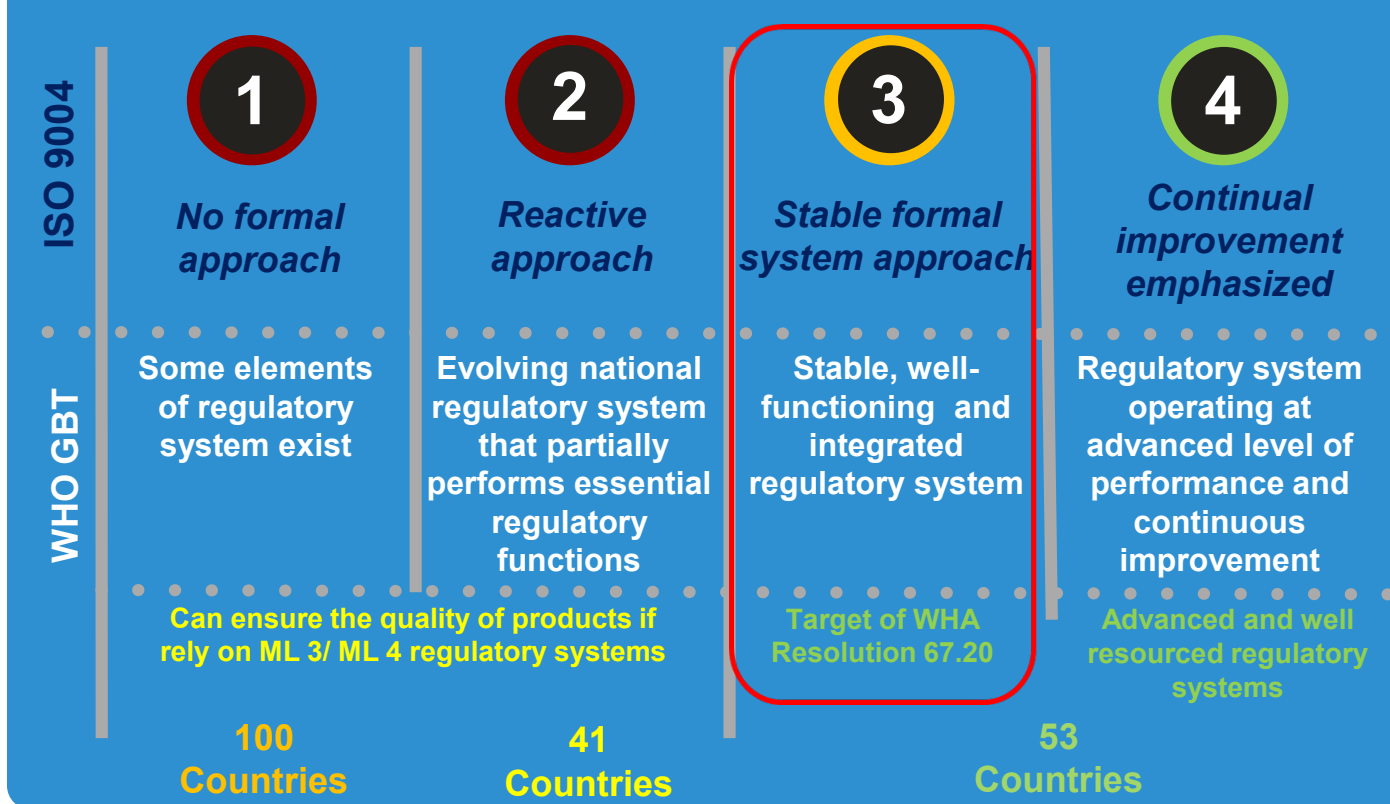 ISO 9004
1
2
3
4
No formal
approach
Reactive
approach
Stable formal
system approach
Continual
improvement
emphasized
WHO GBT
Some elements
of regulatory
system exist
Evolving national
regulatory system
that partially
performs essential
regulatory
functions
Stable, well-
functioning and
integrated
regulatory system
Regulatory system
operating at
advanced level of
performance and
continuous
improvement
Can ensure the quality of products if
rely on ML 3/ ML 4 regulatory systems
Target of WHA
Resolution 67.20
Advanced and well
resourced regulatory
systems
100
Countries
41
Countries
53
Countries